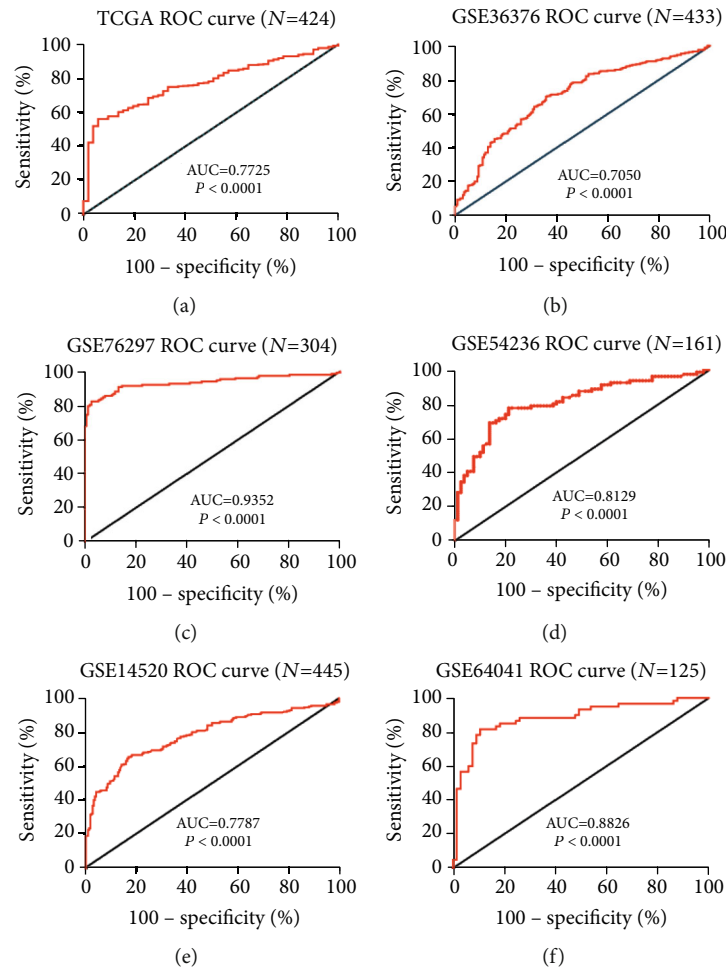 TCGA ROC curve (N=424)
Sensitivity (%)
100
80
60
40
20
0
AUC=0.7725
P < 0.0001
0 20 40 60 80 100
100 – specificity (%)
(a)
GSE36376 ROC curve (N=433)
Sensitivity (%)
100
80
60
40
20
0
AUC=0.7050
P < 0.0001
0 20 40 60 80 100
100 – specificity (%)
(b)
GSE76297 ROC curve (N=304)
Sensitivity (%)
100
80
60
40
20
0
AUC=0.9352
P < 0.0001
0 20 40 60 80 100
100 – specificity (%)
(c)
GSE54236 ROC curve (N=161)
Sensitivity (%)
100
80
60
40
20
0
AUC=0.8129
P < 0.0001
0 20 40 60 80 100
100 – specificity (%)
(d)
GSE14520 ROC curve (N=445)
Sensitivity (%)
100
80
60
40
20
0
AUC=0.7787
P < 0.0001
0 20 40 60 80 100
100 – specificity (%)
(e)
GSE64041 ROC curve (N=125)
Sensitivity (%)
100
80
60
40
20
0
AUC=0.8826
P < 0.0001
0 20 40 60 80 100
100 – specificity (%)
(f)